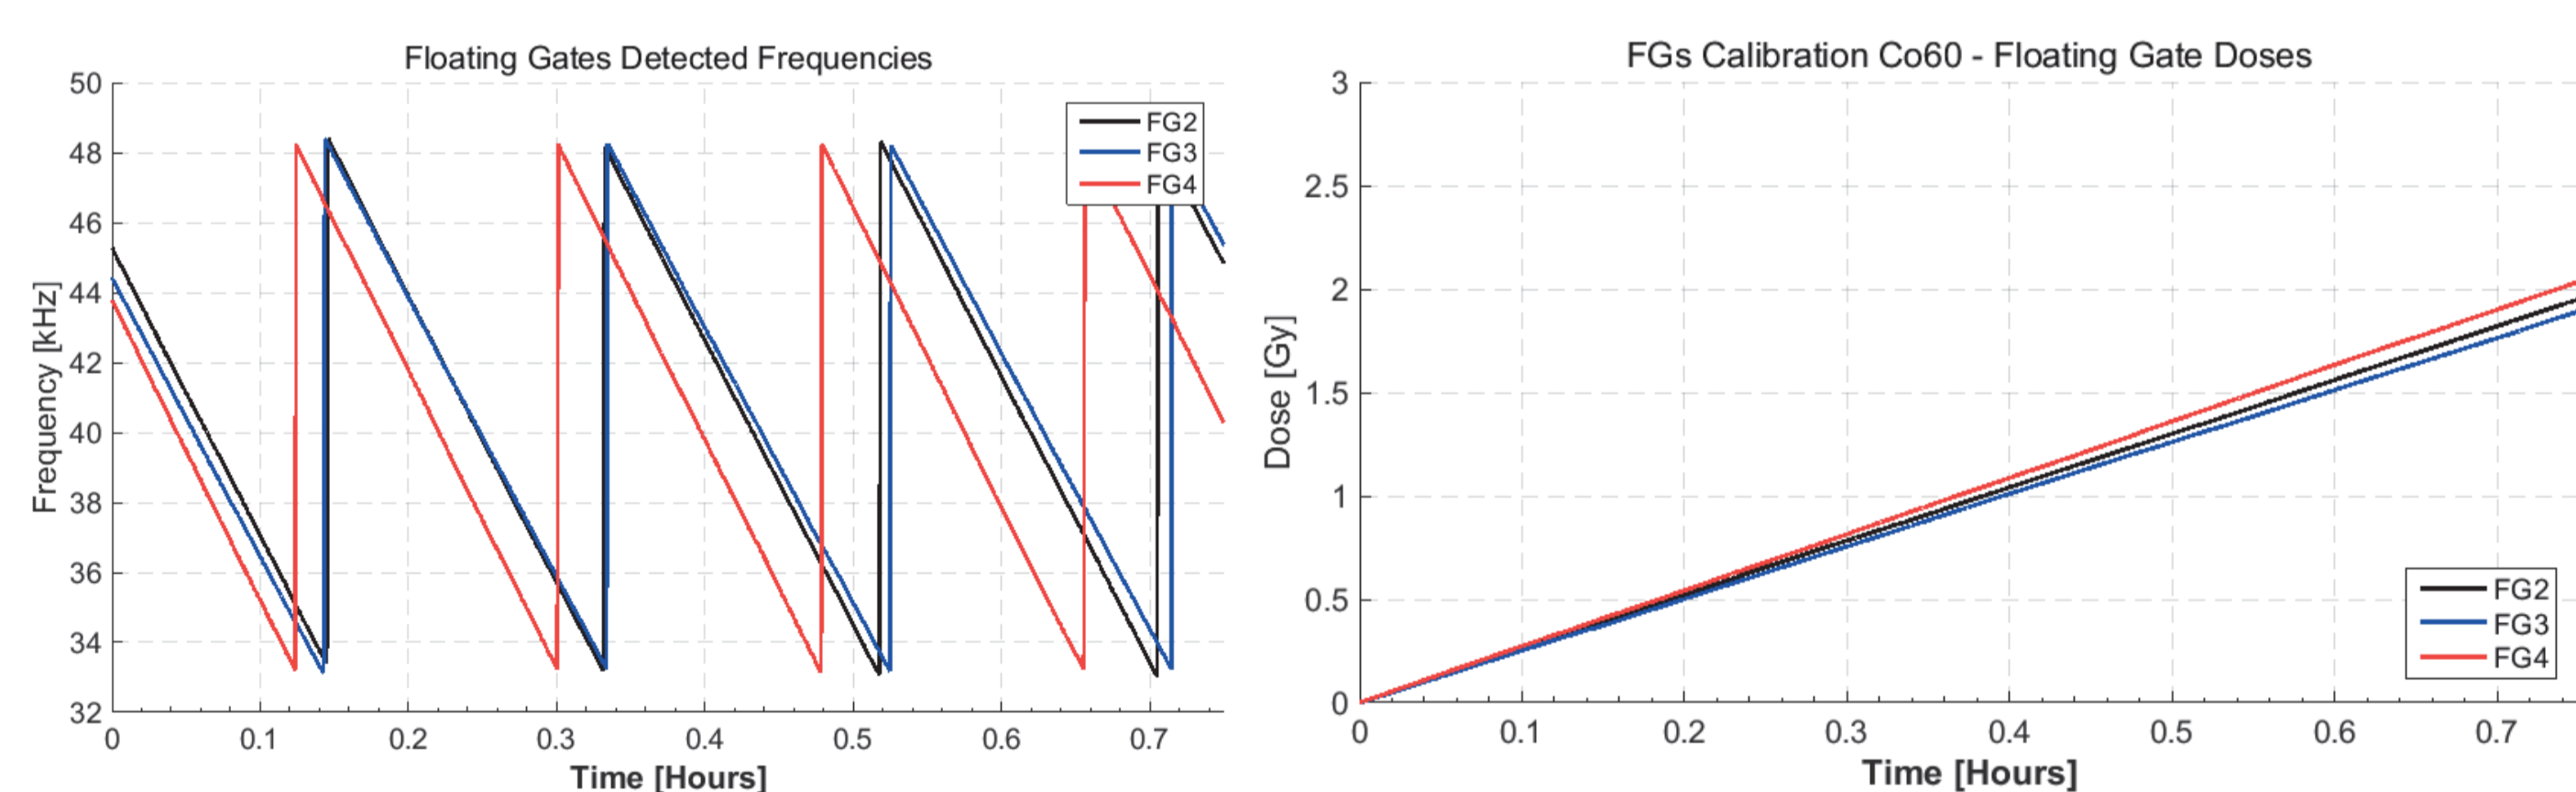 Floating Gates Detected Frequencies
50
48
46
44
42
40
38
36
34
32
Frequency [kHz]
FG2
FG3
FG4
0 0.1 0.2 0.3 0.4 0.5 0.6 0.7
Time [Hours]
FGs Calibration Co60 - Floating Gate Doses
3
2.5
2
1.5
1
0.5
0
Dose [Gy]
FG2
FG3
FG4
0 0.1 0.2 0.3 0.4 0.5 0.6 0.7
Time [Hours]